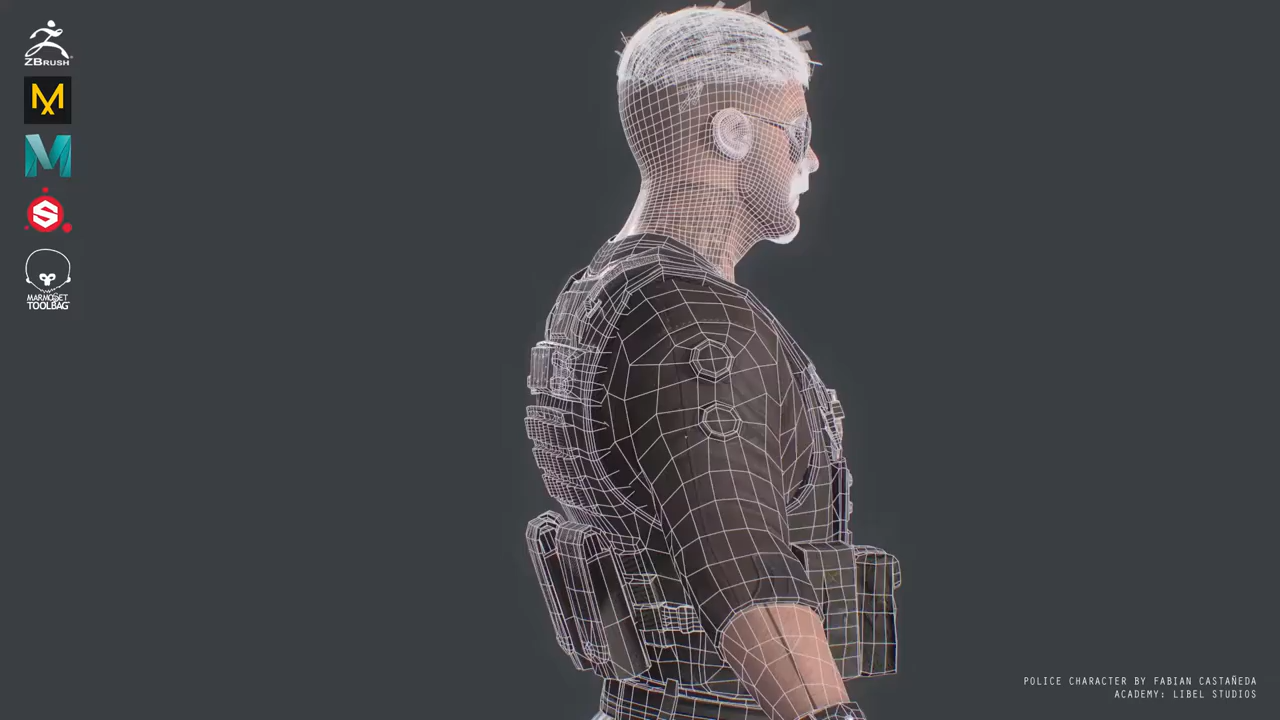 ZBRUSH
MARMOSET
TOOLBAG
POLICE CHARACTER BY FABIAN CASTAÑEDA
ACADEMY: LIBEL STUDIOS